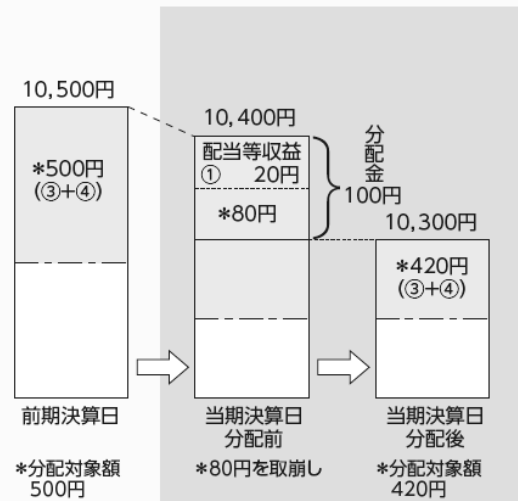 10,500円
*500円
(③+④)
10,400円
配当等収益
① 20円
*80円
分配金
100円
10,300円
*420円
(③+④)
前期決算日
当期決算日
分配前
当期決算日
分配後
*分配対象額
500円
*80円を取崩し
*分配対象額
420円